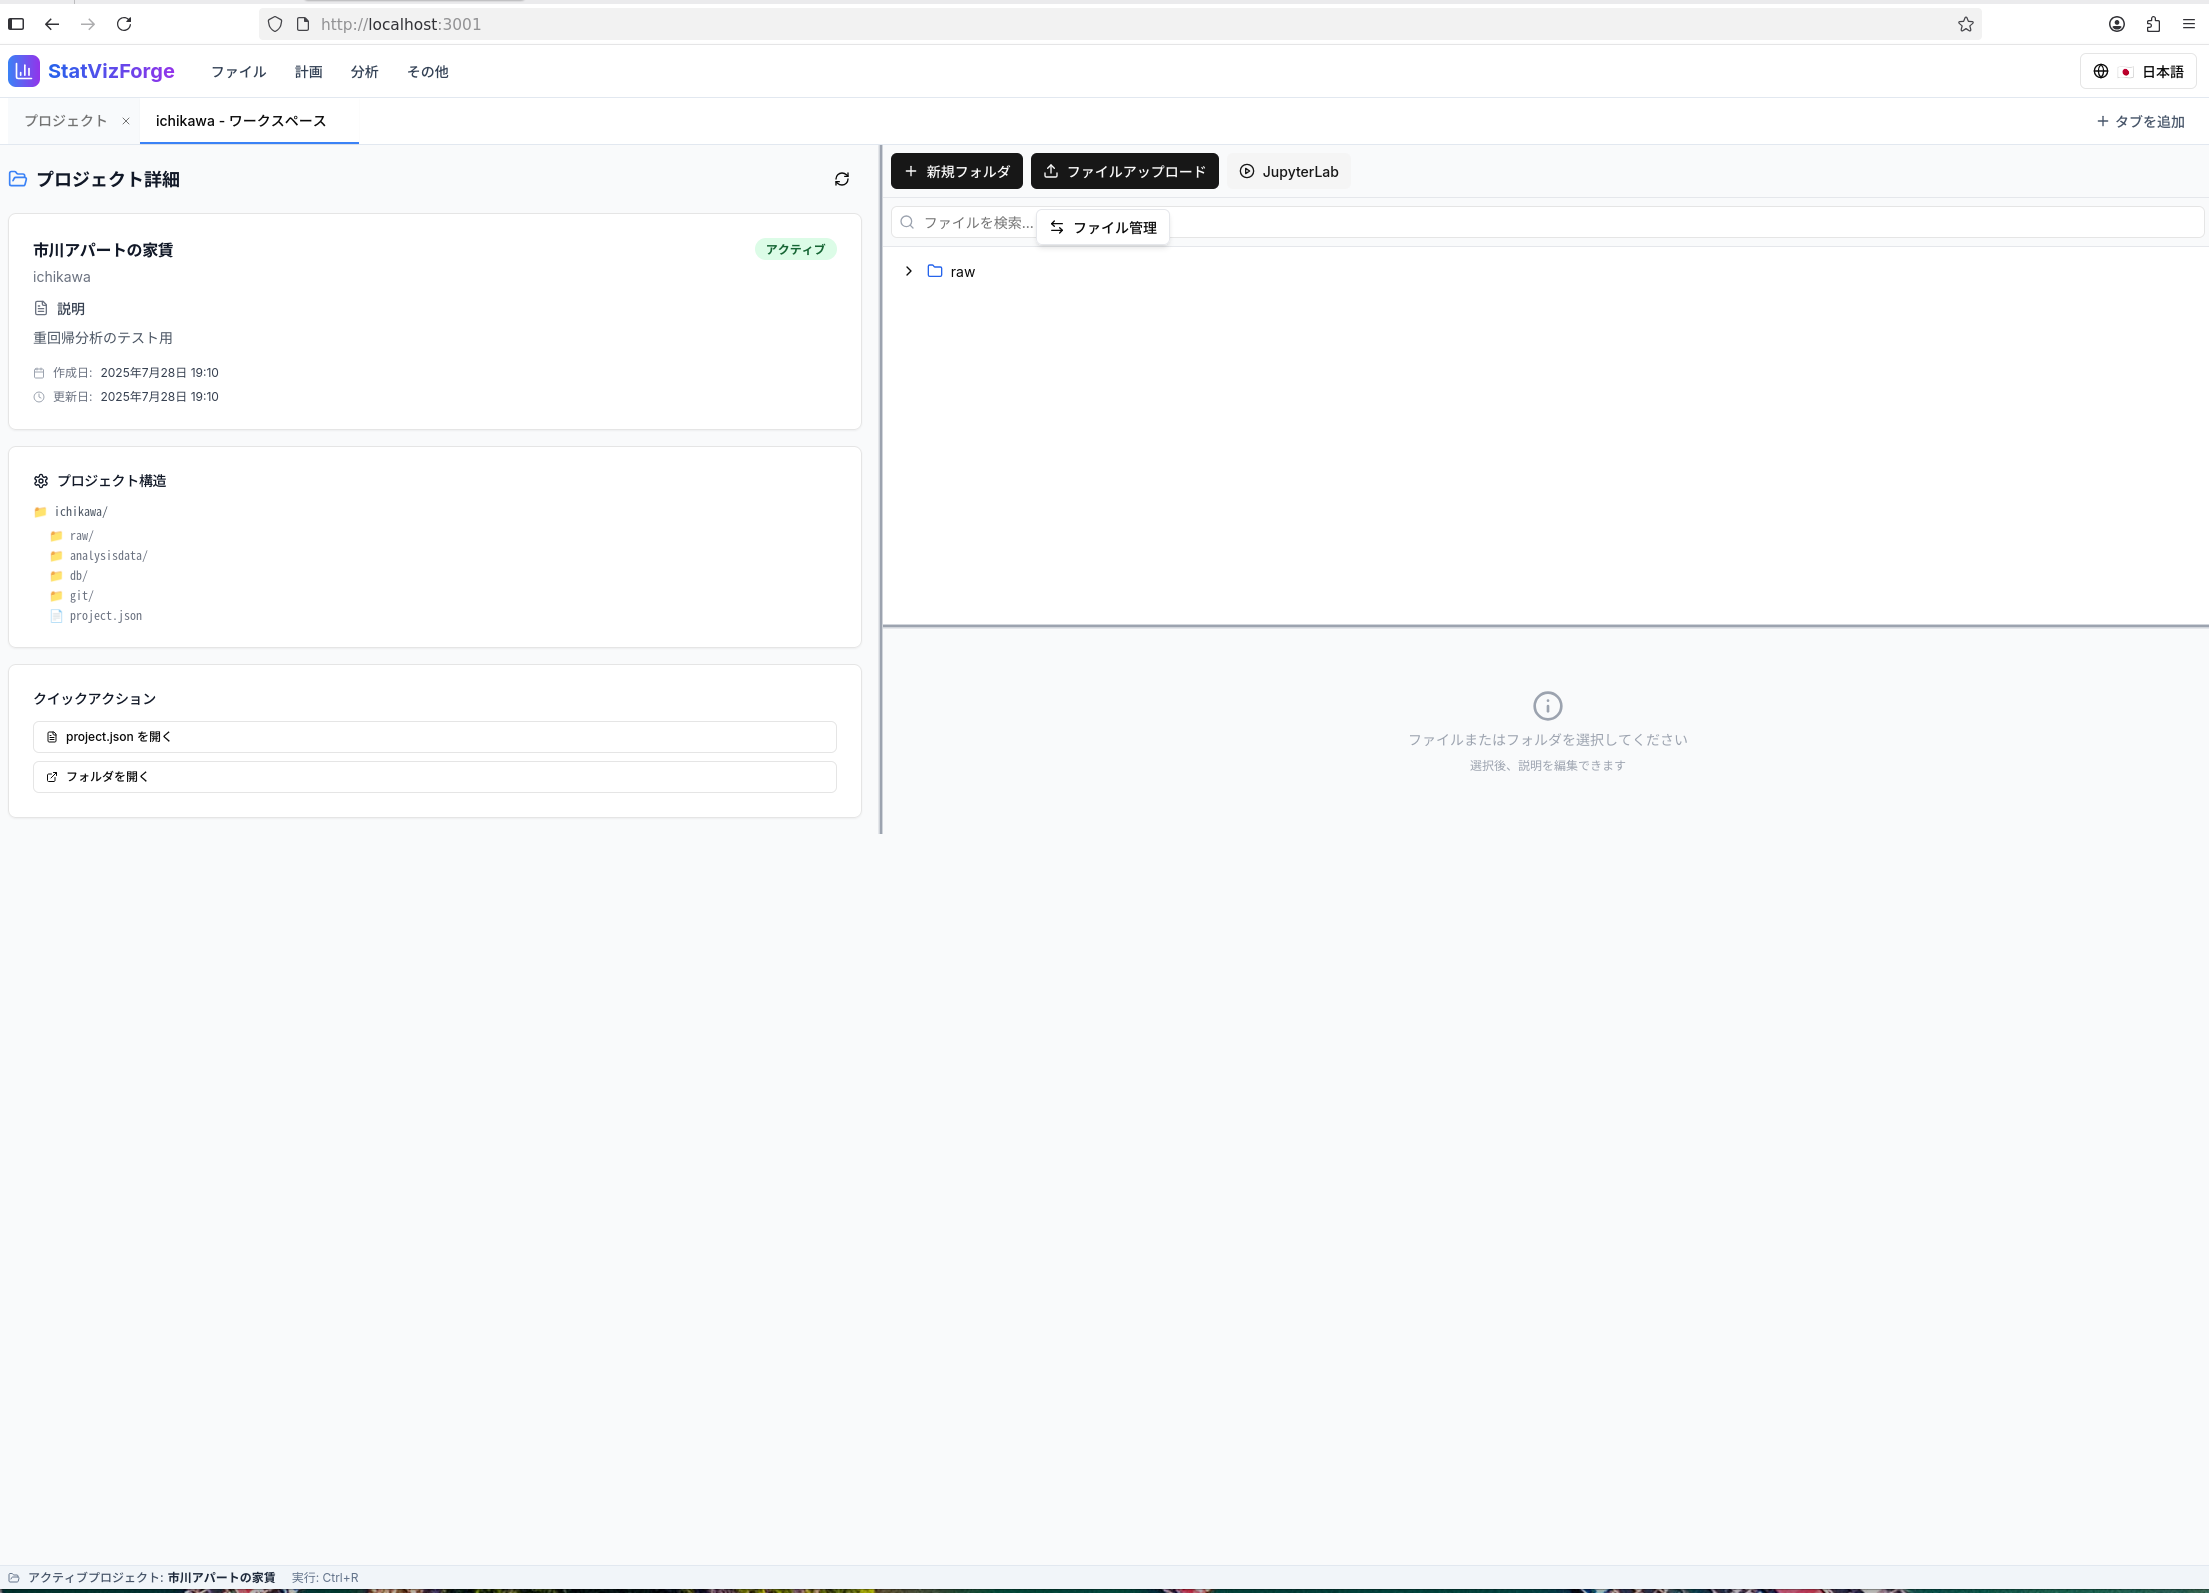 http://localhost:3001
StatVizForge ファイル 計画 分析 その他 日本語
プロジェクト × ichikawa - ワークスペース + タブを追加
プロジェクト詳細
市川アパートの家賃 アクティブ
ichikawa
説明
重回帰分析のテスト用
作成日: 2025年7月28日 19:10
更新日: 2025年7月28日 19:10
プロジェクト構造
ichikawa/
raw/
analysisdata/
db/
git/
project.json
クイックアクション
project.json を開く
フォルダを開く
+ 新規フォルダ ファイルアップロード JupyterLab
ファイルを検索... ファイル管理
raw
ファイルまたはフォルダを選択してください
選択後、説明を編集できます
アクティブプロジェクト: 市川アパートの家賃 実行: Ctrl+R